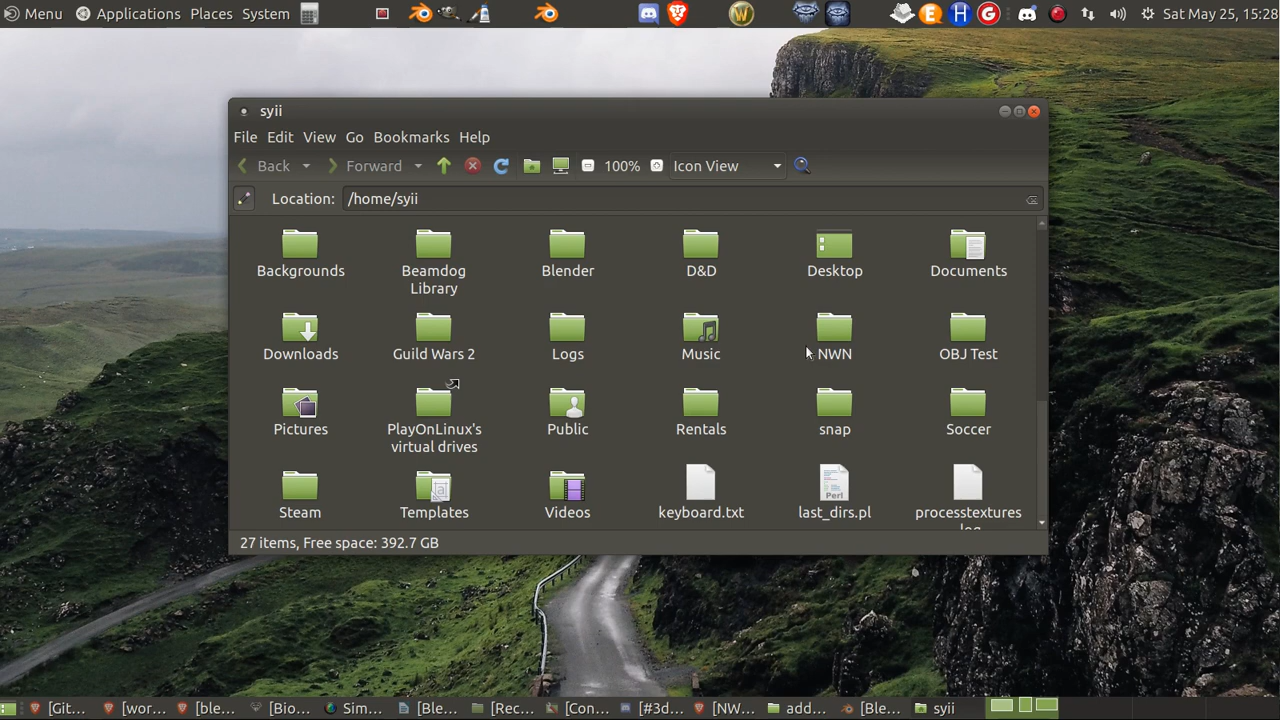 Menu Applications Places System Sat May 25, 15:28
syii
File Edit View Go Bookmarks Help
Back Forward 100% Icon View
Location: /home/syii
Backgrounds Beamdog Library Blender D&D Desktop Documents
Downloads Guild Wars 2 Logs Music NWN OBJ Test
Pictures PlayOnLinux's virtual drives Public Rentals snap Soccer
Steam Templates Videos keyboard.txt last_dirs.pl processtextures
Perl
27 items, Free space: 392.7 GB
[Git... [wor... [ble... [Bio... Sim... [Ble... [Rec... [Con... [#3d... [NW... add... [Ble... syii